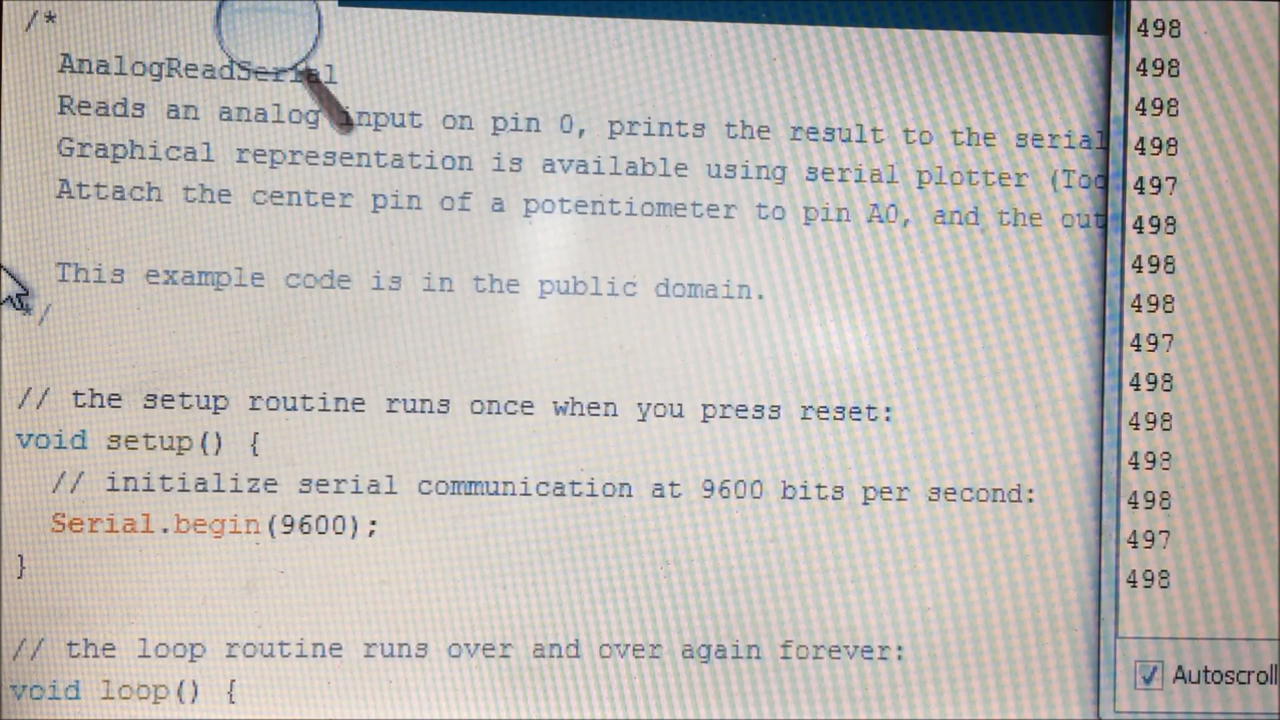 /*
AnalogReadSerial
Reads an analog input on pin 0, prints the result to the serial
Graphical representation is available using serial plotter (Too
Attach the center pin of a potentiometer to pin A0, and the out
This example code is in the public domain.
*/
// the setup routine runs once when you press reset:
void setup() {
// initialize serial communication at 9600 bits per second:
Serial.begin(9600);
}
// the loop routine runs over and over again forever:
void loop() {
498
498
498
498
497
498
498
498
497
498
498
498
498
497
498
Autoscroll